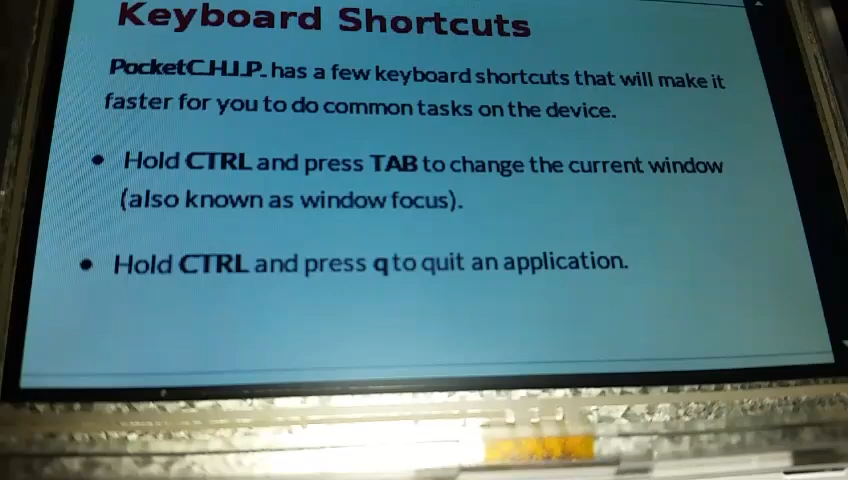 Keyboard Shortcuts
PocketC.H.I.P. has a few keyboard shortcuts that will make it
faster for you to do common tasks on the device.
• Hold CTRL and press TAB to change the current window
(also known as window focus).
• Hold CTRL and press q to quit an application.